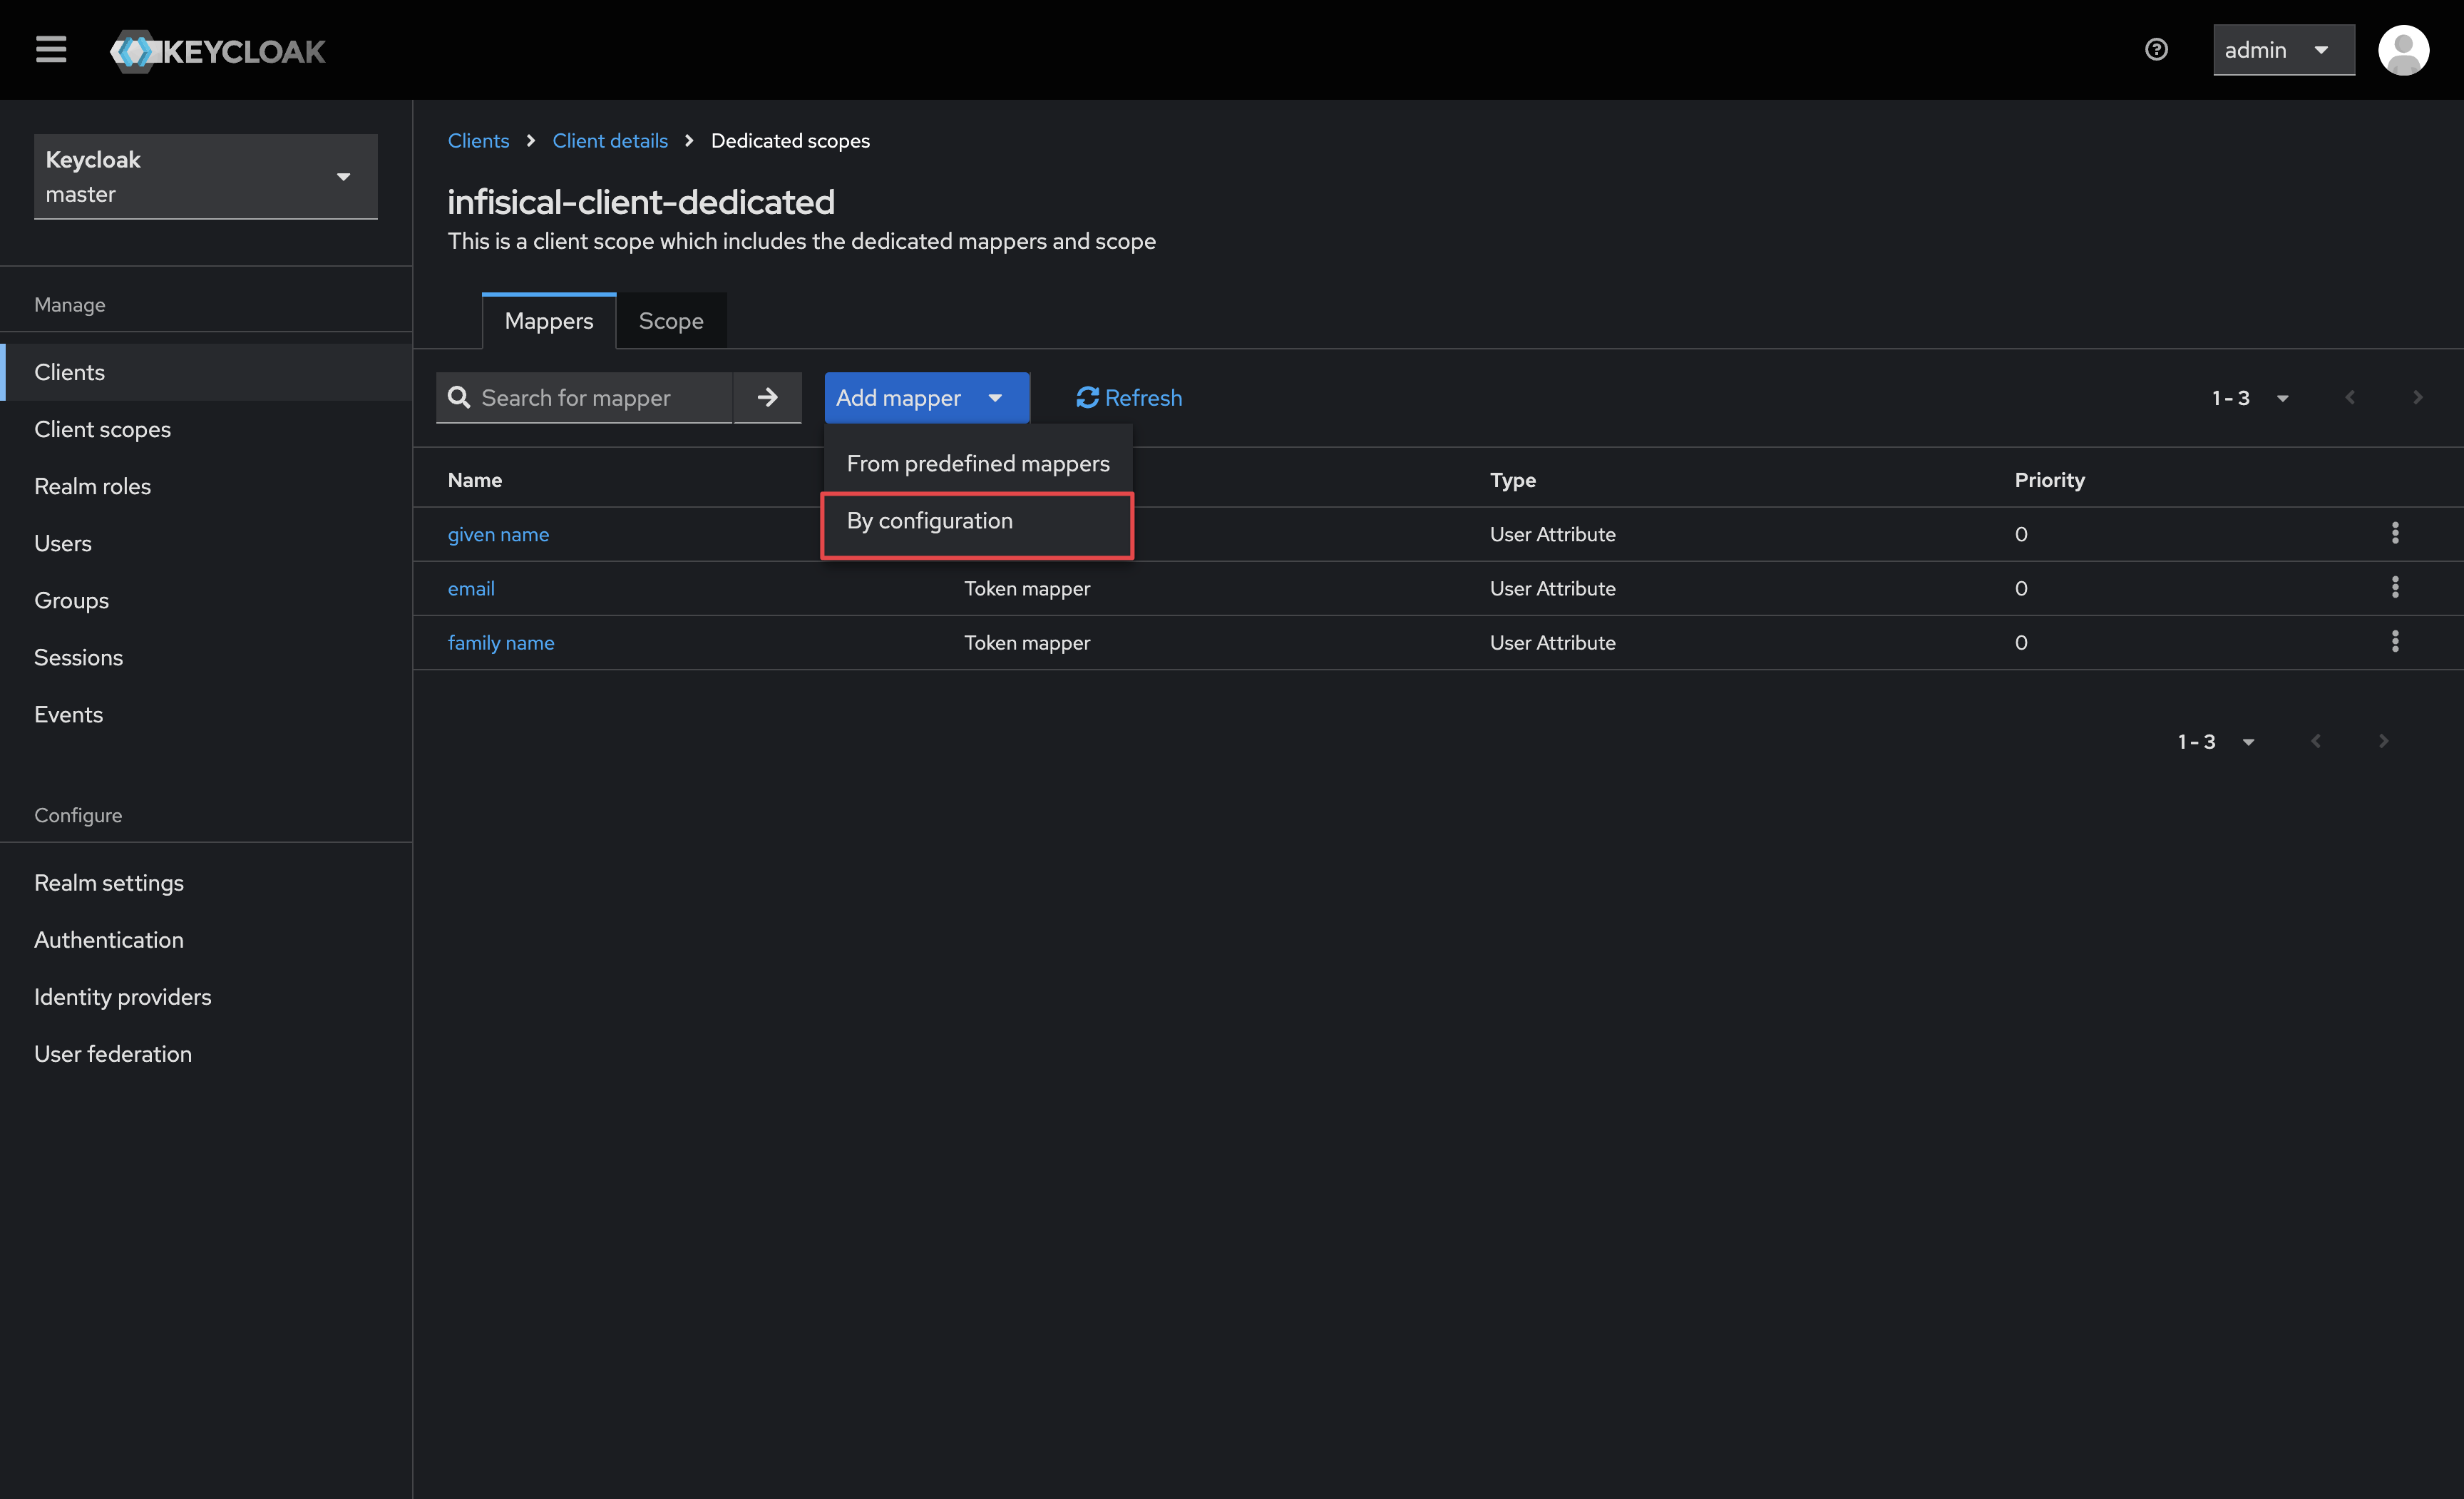 KEYCLOAK
admin
Keycloak
master
Manage
Clients
Client scopes
Realm roles
Users
Groups
Sessions
Events
Configure
Realm settings
Authentication
Identity providers
User federation
Clients > Client details > Dedicated scopes
infisical-client-dedicated
This is a client scope which includes the dedicated mappers and scope
Mappers Scope
Search for mapper Add mapper Refresh 1 - 3
From predefined mappers
By configuration
Name Type Priority
given name User Attribute 0
email Token mapper User Attribute 0
family name Token mapper User Attribute 0
1 - 3